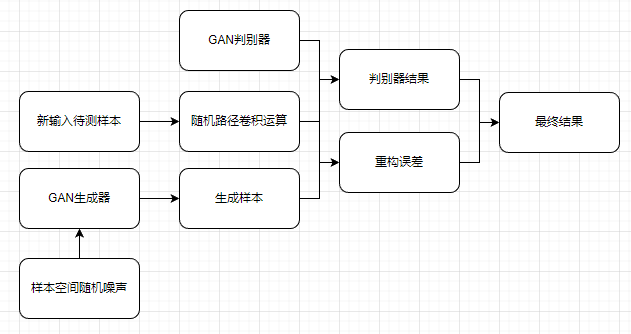 GAN判别器
判别器结果
新输入待测样本
随机路径卷积运算
最终结果
重构误差
GAN生成器
生成样本
样本空间随机噪声